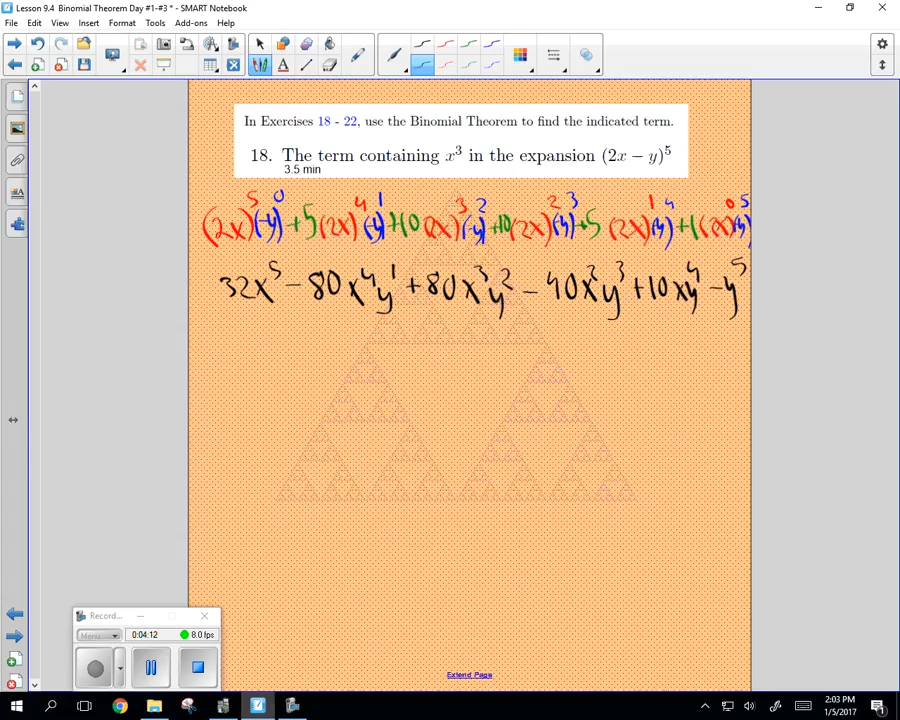 Lesson 9.4 Binomial Theorem Day #1-#3 * - SMART Notebook
File Edit View Insert Format Tools Add-ons Help
In Exercises 18 - 22, use the Binomial Theorem to find the indicated term.
18. The term containing x³ in the expansion (2x − y)⁵
3.5 min
(2x)⁵(-y)⁰ +5(2x)⁴(-y)¹ +10(2x)³(-y)² +10(2x)²(-y)³ +5(2x)¹(-y)⁴ +1(2x)⁰(-y)⁵
32x⁵ − 80x⁴y¹ + 80x³y² − 40x²y³ + 10xy⁴ − y⁵
Record...
Menu 0:04:12 8.0 fps
Extend Page
2:03 PM
1/5/2017